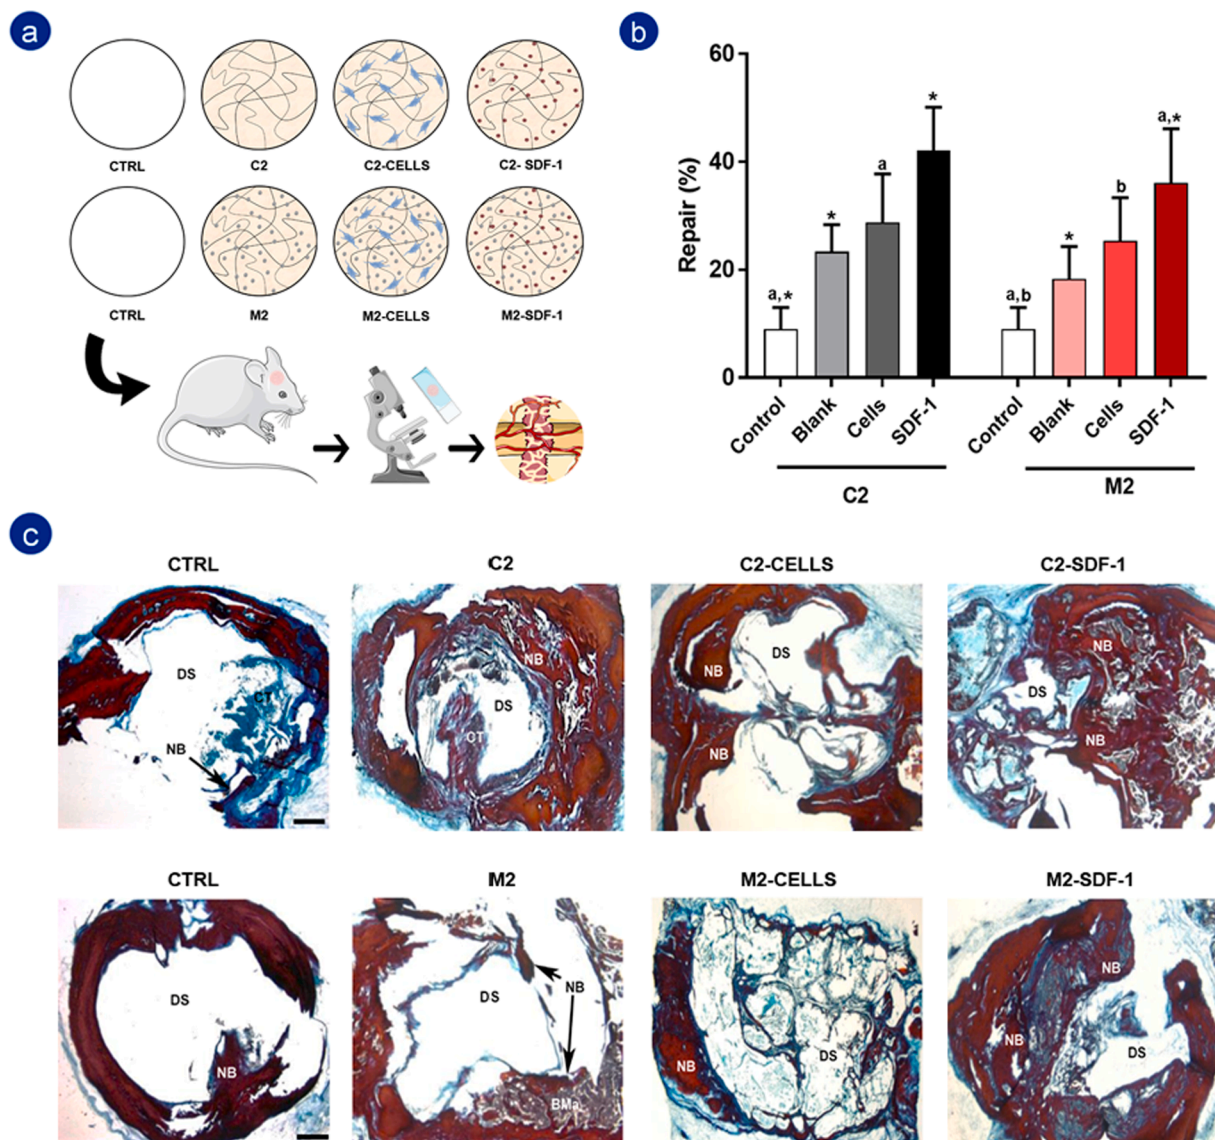 a
CTRL
C2
C2-CELLS
C2- SDF-1
CTRL
M2
M2-CELLS
M2-SDF-1
b
Repair (%)
60
40
20
0
a,*
*
a
*
a,b
*
b
a,*
Control
Blank
Cells
SDF-1
Control
Blank
Cells
SDF-1
C2
M2
c
CTRL
C2
C2-CELLS
C2-SDF-1
DS
CT
NB
NB
DS
CT
NB
DS
NB
NB
DS
NB
CTRL
M2
M2-CELLS
M2-SDF-1
DS
NB
DS
NB
BMa
NB
DS
NB
NB
DS